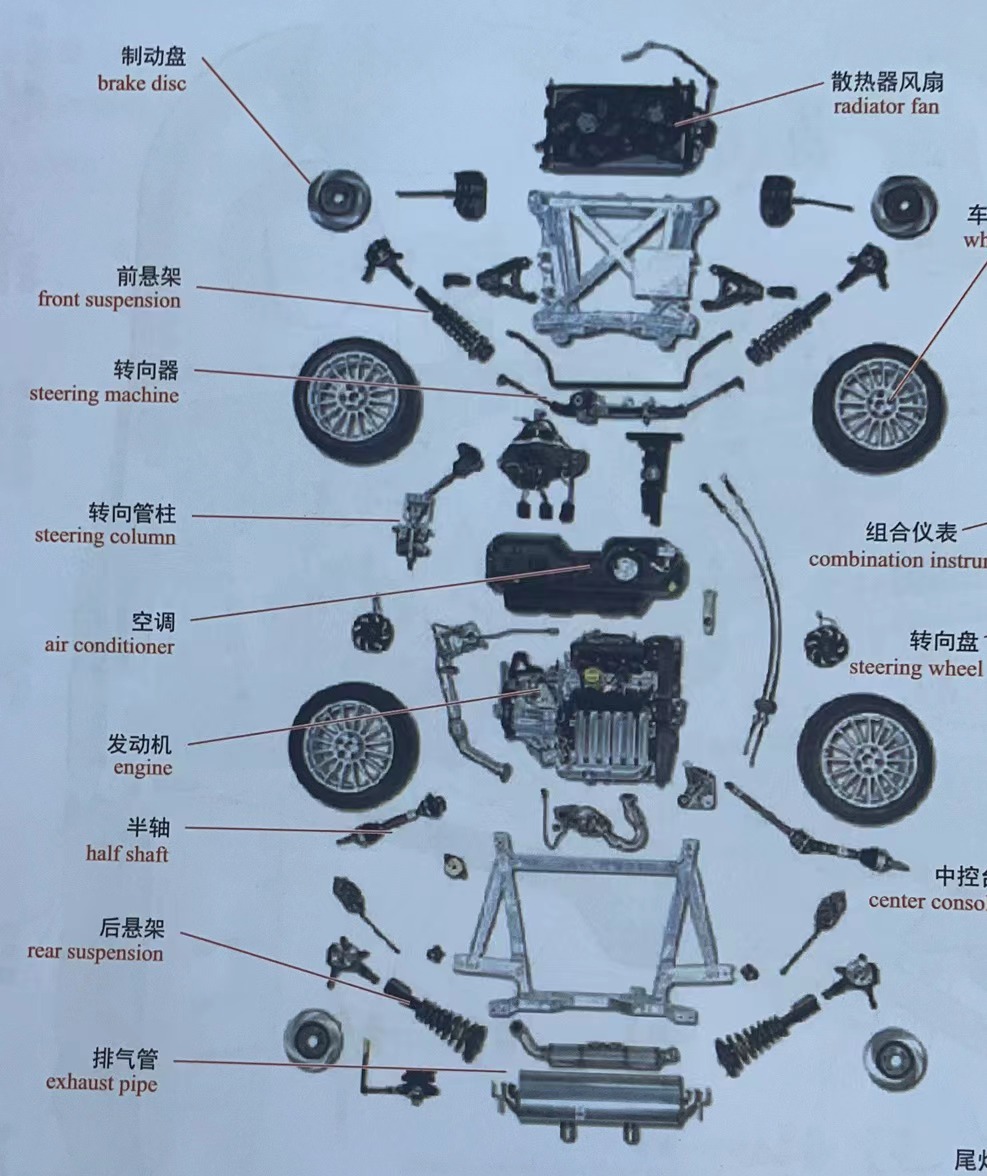 制动盘
brake disc
散热器风扇
radiator fan
车
前悬架
front suspension
转向器
steering machine
转向管柱
steering column
组合仪表
combination instru
空调
air conditioner
转向盘
steering wheel
发动机
engine
半轴
half shaft
中控台
center conso
后悬架
rear suspension
排气管
exhaust pipe
尾